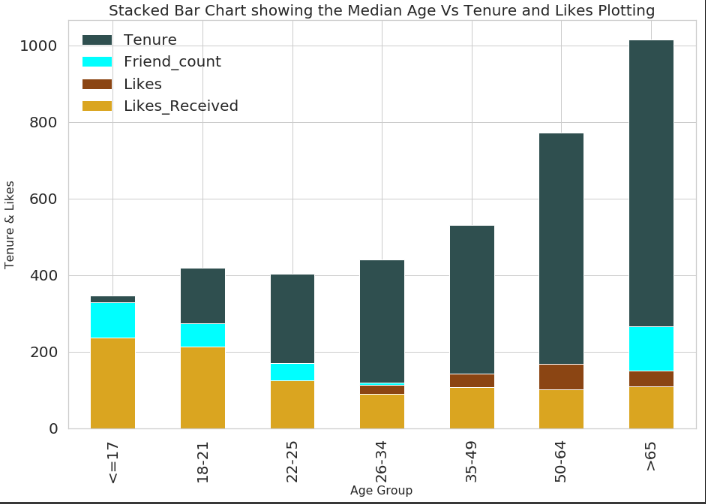 Stacked Bar Chart showing the Median Age Vs Tenure and Likes Plotting
Tenure
Friend_count
Likes
Likes_Received
Tenure & Likes
1000
800
600
400
200
0
<=17
18-21
22-25
26-34
35-49
50-64
>65
Age Group